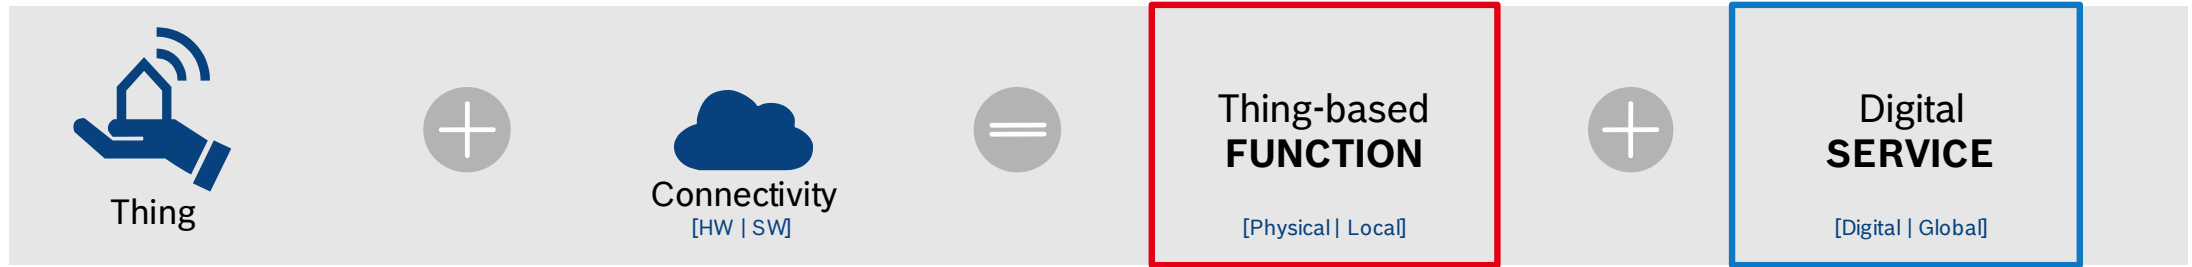 Thing
Connectivity
[HW | SW]
Thing-based
FUNCTION
[Physical | Local]
Digital
SERVICE
[Digital | Global]